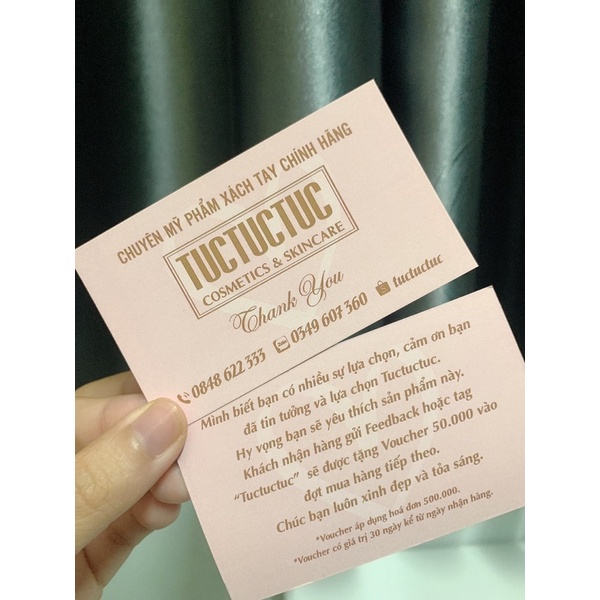 CHUYÊN MỸ PHẨM XÁCH TAY CHÍNH HÃNG
TUCTUCTUC
COSMETICS & SKINCARE
Thank You
0848 622 333 Zalo 0349 607 360 tuctuctuc
Mình biết bạn có nhiều sự lựa chọn, cảm ơn bạn
đã tin tưởng và lựa chọn Tuctuctuc.
Hy vọng bạn sẽ yêu thích sản phẩm này.
Khách nhận hàng gửi Feedback hoặc tag
"Tuctuctuc" sẽ được tặng Voucher 50.000 vào
đợt mua hàng tiếp theo.
Chúc bạn luôn xinh đẹp và tỏa sáng.
*Voucher áp dụng hoá đơn 500.000.
*Voucher có giá trị 30 ngày kể từ ngày nhận hàng.